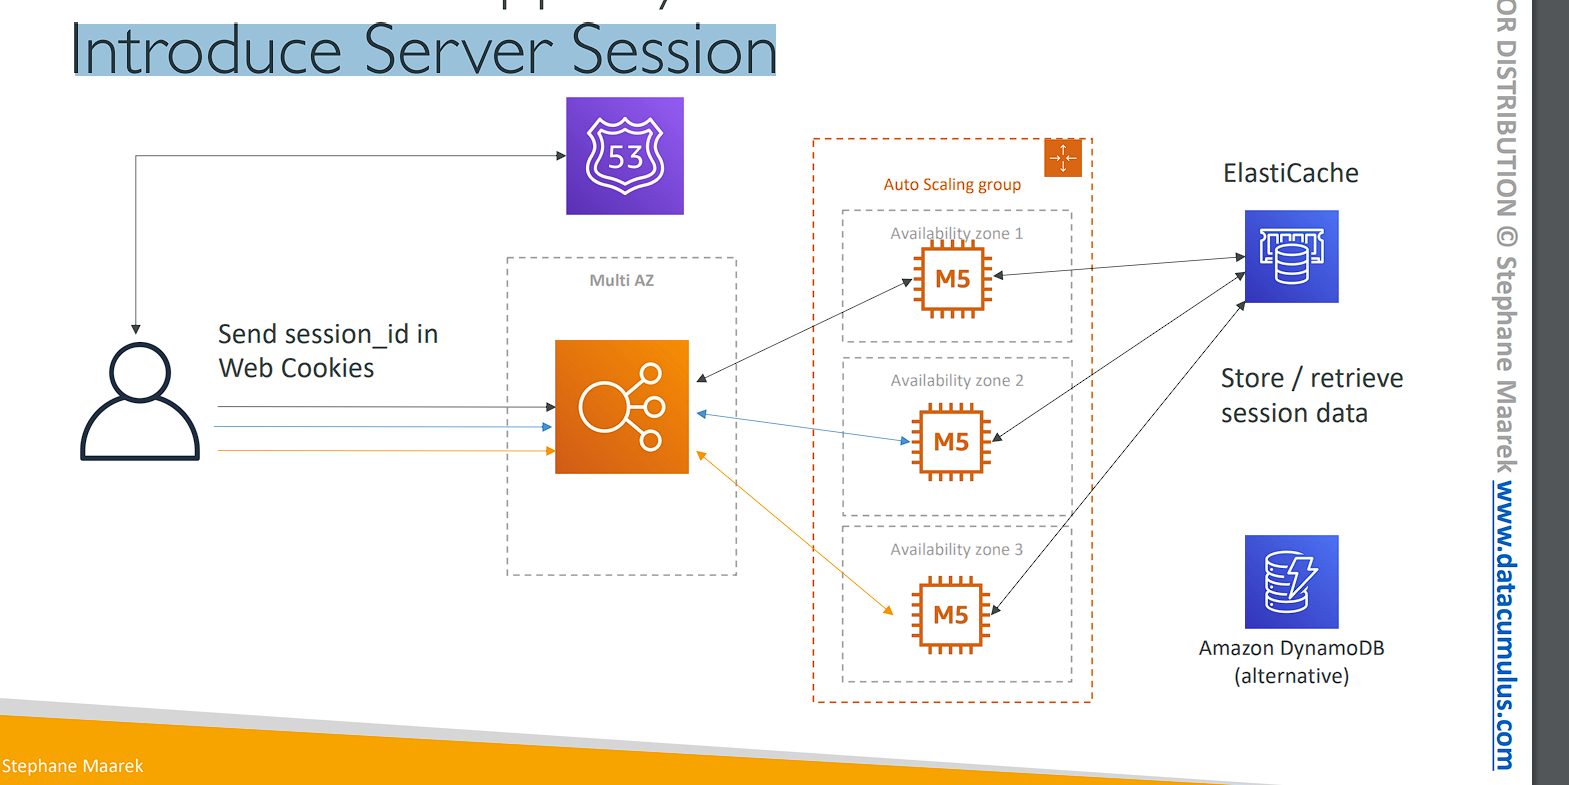 Introduce Server Session
53
Auto Scaling group
ElastiCache
Availability zone 1
M5
Multi AZ
Send session_id in
Web Cookies
Availability zone 2
M5
Store / retrieve
session data
Availability zone 3
M5
Amazon DynamoDB
(alternative)
Stephane Maarek
OR DISTRIBUTION © Stephane Maarek www.datacumulus.com